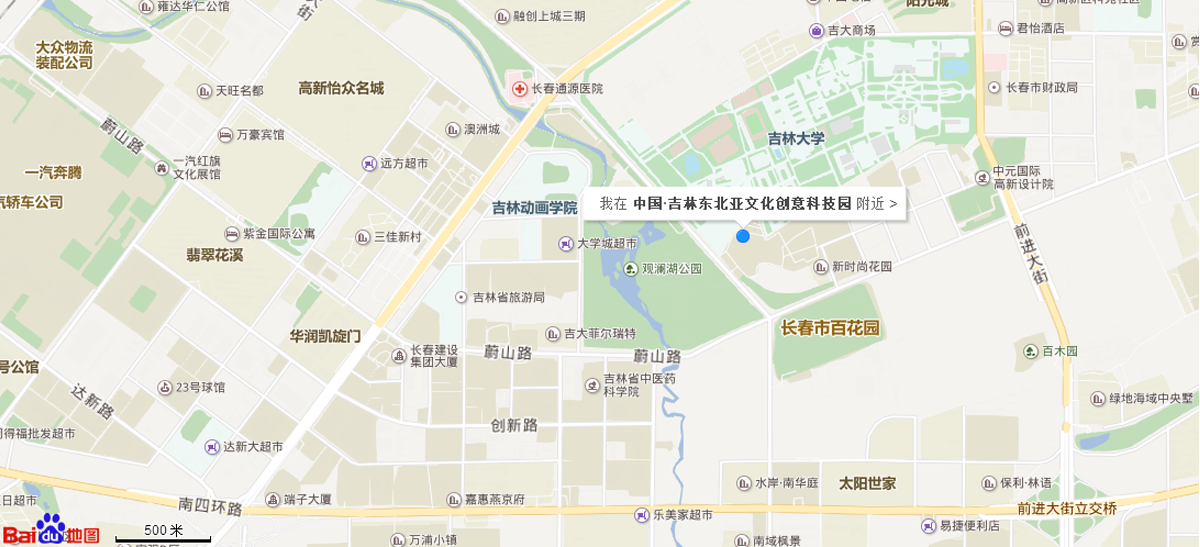 雍达华仁公馆
大街
融创上城三期
阳光城
吉大商场
君怡酒店
大众物流
装配公司
天旺名都
高新怡众名城
长春通源医院
长春市财政局
蔚山路
万豪宾馆
澳洲城
吉林大学
一汽奔腾
一汽红旗
文化展馆
远方超市
中元国际
高新设计院
汽轿车公司
吉林动画学院
我在 中国·吉林东北亚文化创意科技园 附近 >
紫金国际公寓
三佳新村
大学城超市
前进大街
翡翠花溪
观澜湖公园
新时尚花园
吉林省旅游局
华润凯旋门
吉大菲尔瑞特
长春市百花园
长春建设
集团大厦
蔚山路
蔚山路
百木园
号公馆
23号球馆
吉林省中医药
科学院
达新路
绿地海域中央墅
创新路
同得福批发超市
达新大超市
水岸·南华庭
太阳世家
保利·林语
日超市
南四环路
端子大厦
嘉惠燕京府
乐美家超市
前进大街立交桥
易捷便利店
Bai du 地图
500 米
万浦小镇
南域枫景